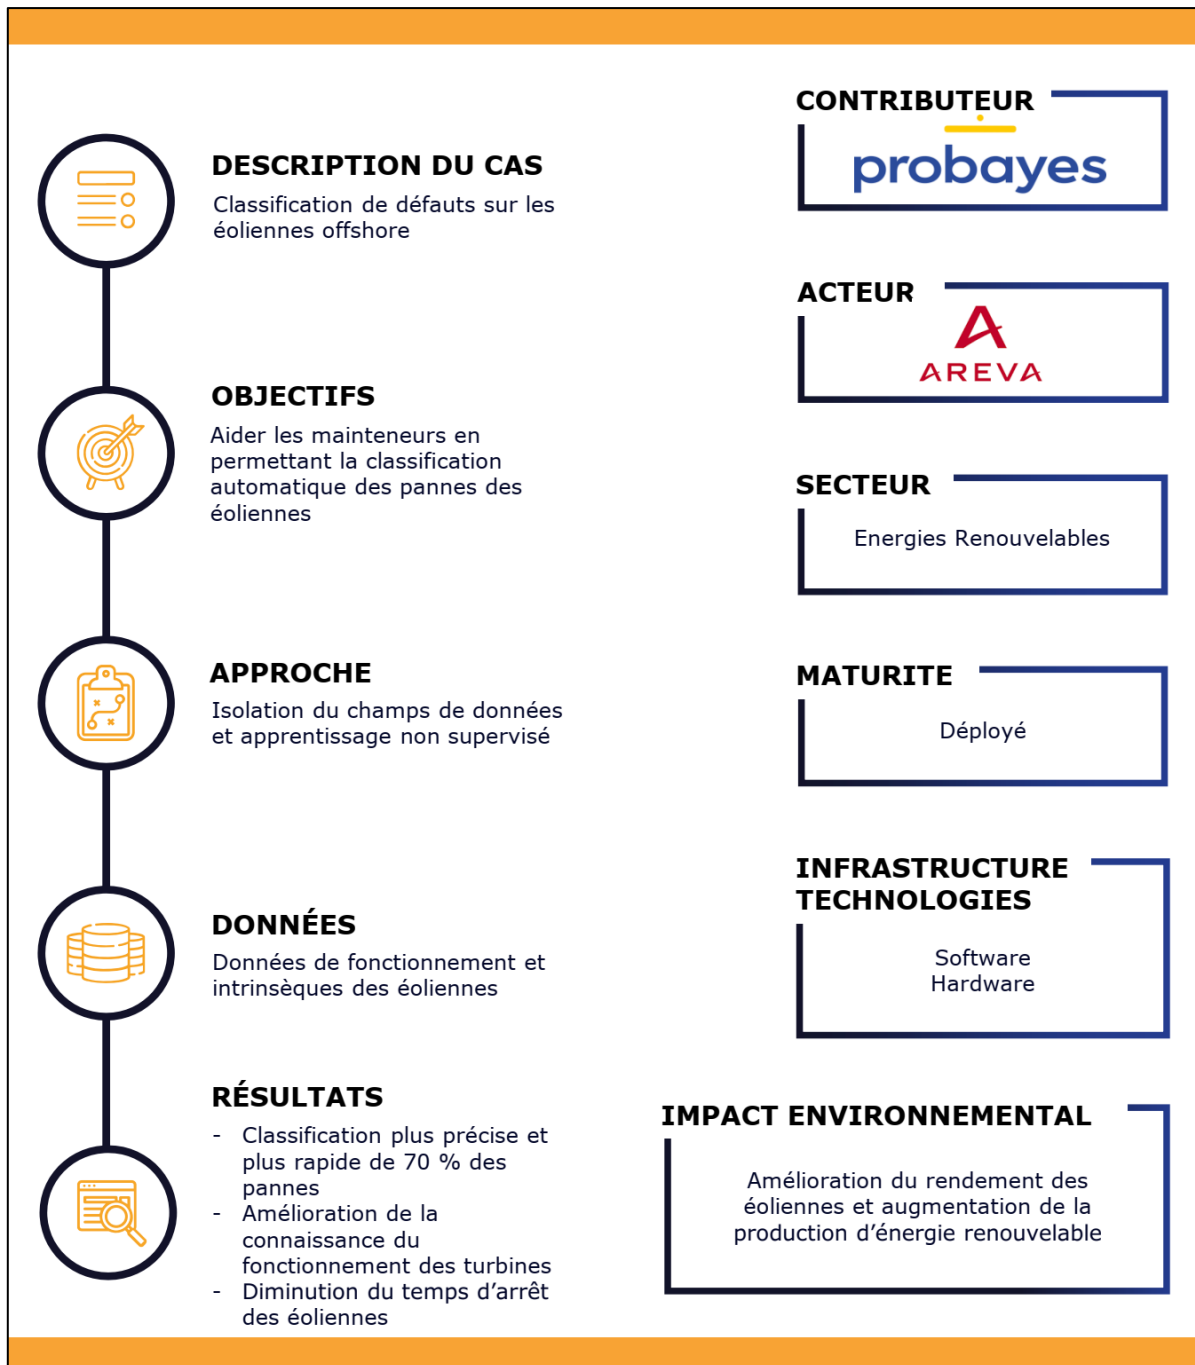 DESCRIPTION DU CAS
Classification de défauts sur les
éoliennes offshore
OBJECTIFS
Aider les mainteneurs en
permettant la classification
automatique des pannes des
éoliennes
APPROCHE
Isolation du champs de données
et apprentissage non supervisé
DONNÉES
Données de fonctionnement et
intrinsèques des éoliennes
RÉSULTATS
- Classification plus précise et
plus rapide de 70 % des
pannes
- Amélioration de la
connaissance du
fonctionnement des turbines
- Diminution du temps d’arrêt
des éoliennes
CONTRIBUTEUR
probayes
ACTEUR
AREVA
SECTEUR
Energies Renouvelables
MATURITE
Déployé
INFRASTRUCTURE
TECHNOLOGIES
Software
Hardware
IMPACT ENVIRONNEMENTAL
Amélioration du rendement des
éoliennes et augmentation de la
production d’énergie renouvelable